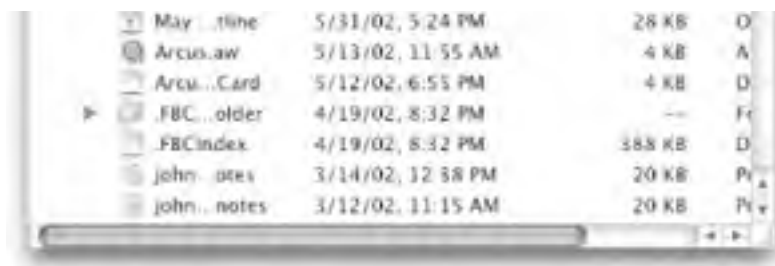 May ...tline 5/31/02, 5:24 PM 28 KB O
Arcus.aw 5/13/02, 11:55 AM 4 KB A
Arcu...Card 5/12/02, 6:55 PM 4 KB D
.FBC...older 4/19/02, 8:32 PM -- Fo
.FBCIndex 4/19/02, 8:32 PM 388 KB D
john...otes 3/14/02, 12:38 PM 20 KB Pl
john...notes 3/12/02, 11:15 AM 20 KB Pl